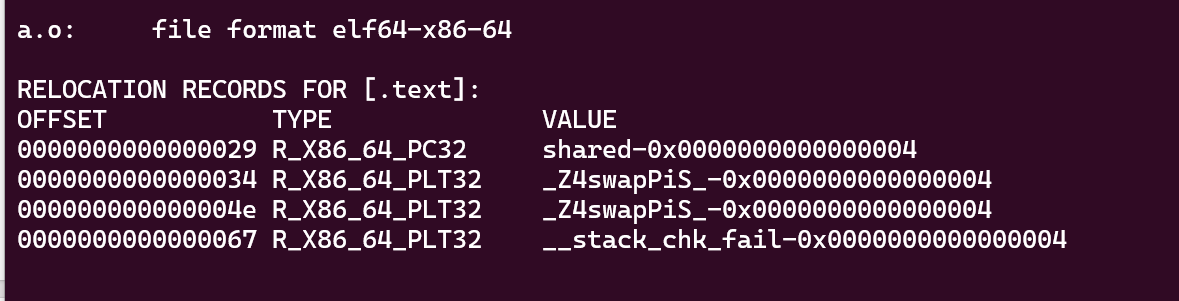 a.o:     file format elf64-x86-64
RELOCATION RECORDS FOR [.text]:
OFFSET           TYPE              VALUE
0000000000000029 R_X86_64_PC32     shared-0x0000000000000004
0000000000000034 R_X86_64_PLT32    _Z4swapPiS_-0x0000000000000004
000000000000004e R_X86_64_PLT32    _Z4swapPiS_-0x0000000000000004
0000000000000067 R_X86_64_PLT32    __stack_chk_fail-0x0000000000000004